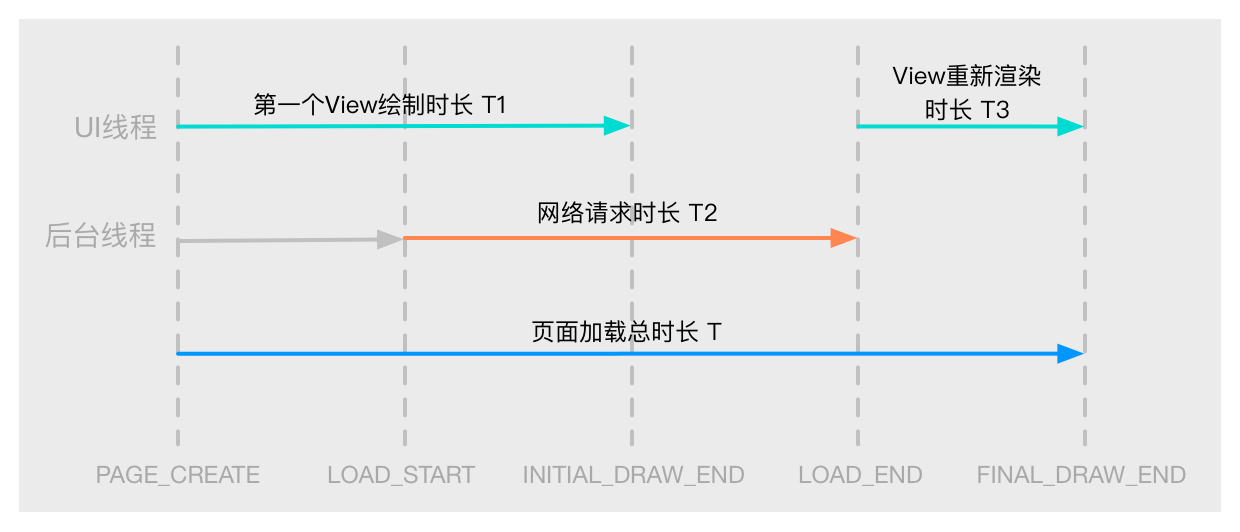 View重新渲染
时长 T3
第一个View绘制时长 T1
UI线程
网络请求时长 T2
后台线程
页面加载总时长 T
PAGE_CREATE
LOAD_START
INITIAL_DRAW_END
LOAD_END
FINAL_DRAW_END